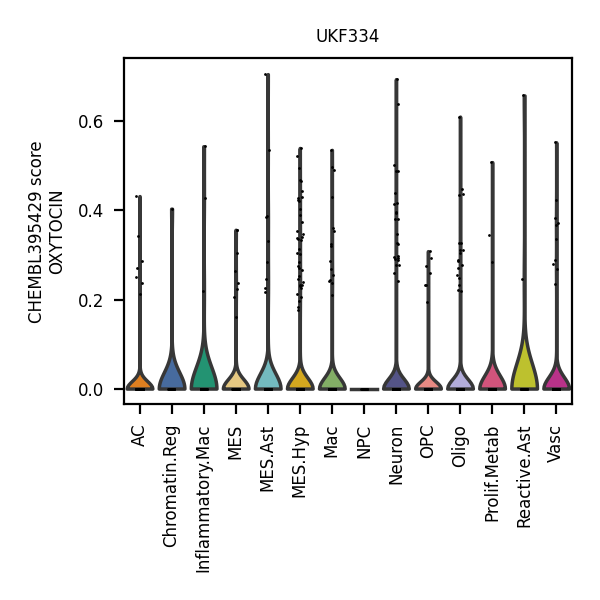 UKF334
CHEMBL395429 score
OXYTOCIN
0.6
0.4
0.2
0.0
AC
Chromatin.Reg
Inflammatory.Mac
MES
MES.Ast
MES.Hyp
Mac
NPC
Neuron
OPC
Oligo
Prolif.Metab
Reactive.Ast
Vasc